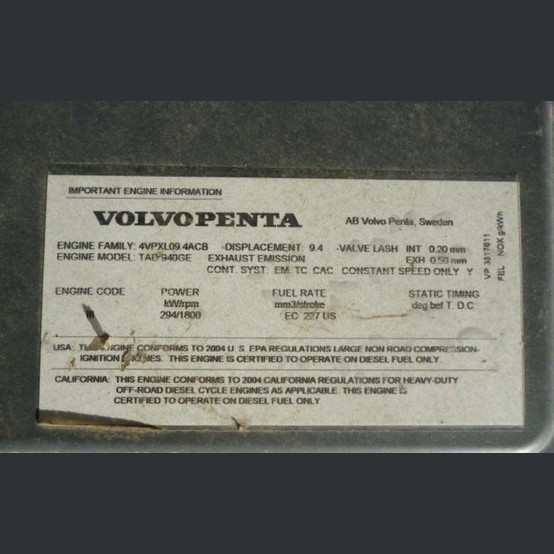 IMPORTANT ENGINE INFORMATION
VOLVO PENTA
AB Volvo Penta, Sweden
ENGINE FAMILY: 4VPXL09.4ACB -DISPLACEMENT: 9.4 -VALVE LASH INT 0.20 mm
ENGINE MODEL: TAD 940GE EXHAUST EMISSION EXH 0.50 mm
CONT. SYST: EM, TC, CAC CONSTANT SPEED ONLY Y
ENGINE CODE POWER FUEL RATE STATIC TIMING
kW/rpm mm3/stroke deg bef T.D.C
III 294/1800 EC 227 US
USA: ENGINE CONFORMS TO 2004 U.S. EPA REGULATIONS LARGE NON ROAD COMPRESSION-
IGNITION ENGINES. THIS ENGINE IS CERTIFIED TO OPERATE ON DIESEL FUEL ONLY.
CALIFORNIA: THIS ENGINE CONFORMS TO 2004 CALIFORNIA REGULATIONS FOR HEAVY-DUTY
OFF-ROAD DIESEL CYCLE ENGINES AS APPLICABLE. THIS ENGINE IS
CERTIFIED TO OPERATE ON DIESEL FUEL ONLY
VP 3817611
FEL NOX g/kWh